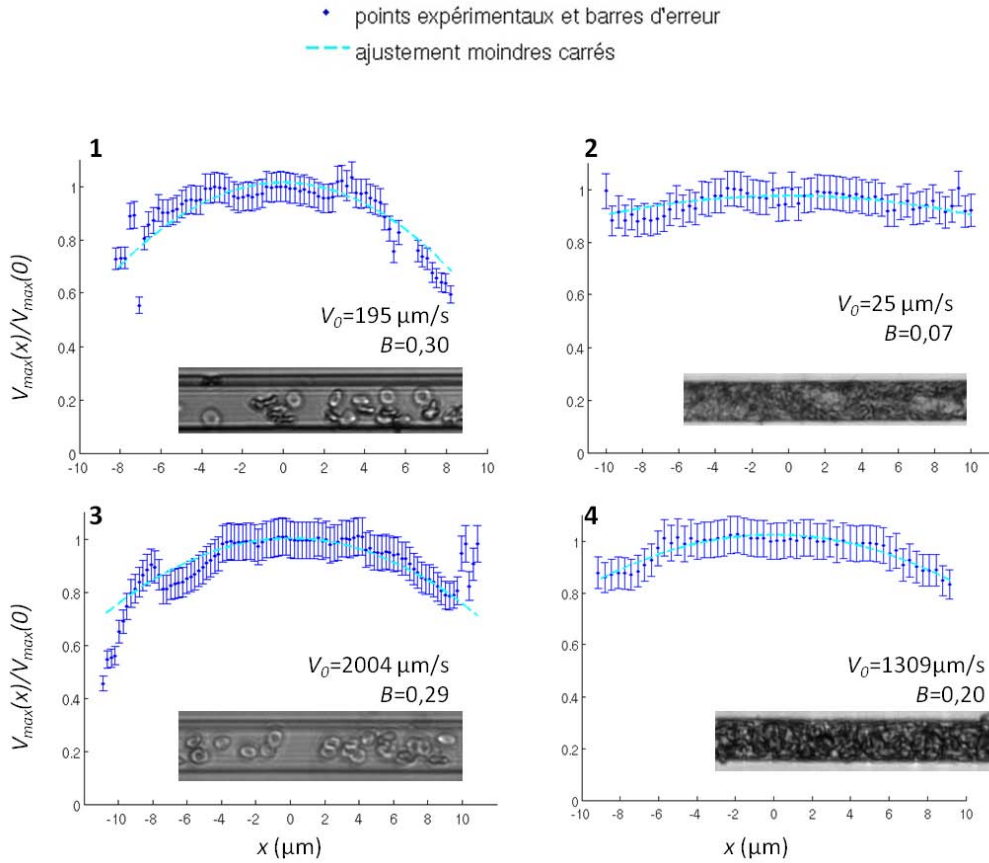 points expérimentaux et barres d'erreur
ajustement moindres carrés
1
V_max(x)/V_max(0)
1
0.8
0.6
0.4
0.2
0
V_0=195 µm/s
B=0,30
-10 -8 -6 -4 -2 0 2 4 6 8 10
2
1
0.8
0.6
0.4
0.2
0
V_0=25 µm/s
B=0,07
-10 -8 -6 -4 -2 0 2 4 6 8 10
3
V_max(x)/V_max(0)
1
0.8
0.6
0.4
0.2
0
V_0=2004 µm/s
B=0,29
-10 -8 -6 -4 -2 0 2 4 6 8 10
x (µm)
4
1
0.8
0.6
0.4
0.2
0
V_0=1309µm/s
B=0,20
-10 -8 -6 -4 -2 0 2 4 6 8 10
x (µm)